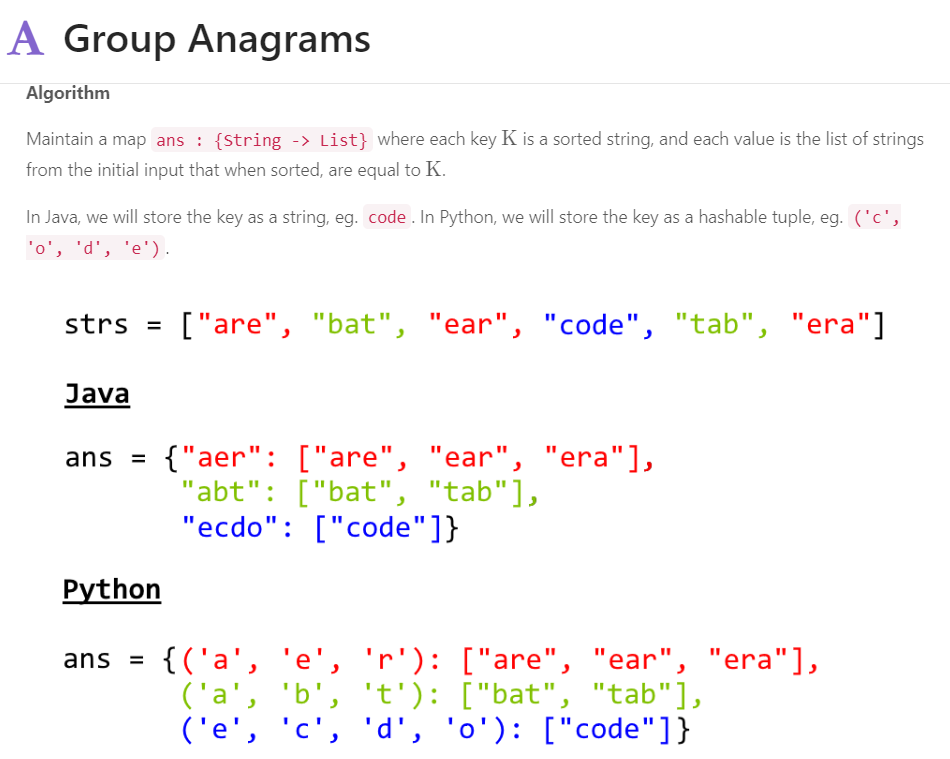 A Group Anagrams
Algorithm
Maintain a map ans : {String -> List} where each key K is a sorted string, and each value is the list of strings
from the initial input that when sorted, are equal to K.
In Java, we will store the key as a string, eg. code . In Python, we will store the key as a hashable tuple, eg. ('c',
'o', 'd', 'e') .
strs = ["are", "bat", "ear", "code", "tab", "era"]
Java
ans = {"aer": ["are", "ear", "era"],
"abt": ["bat", "tab"],
"ecdo": ["code"]}
Python
ans = {('a', 'e', 'r'): ["are", "ear", "era"],
('a', 'b', 't'): ["bat", "tab"],
('e', 'c', 'd', 'o'): ["code"]}